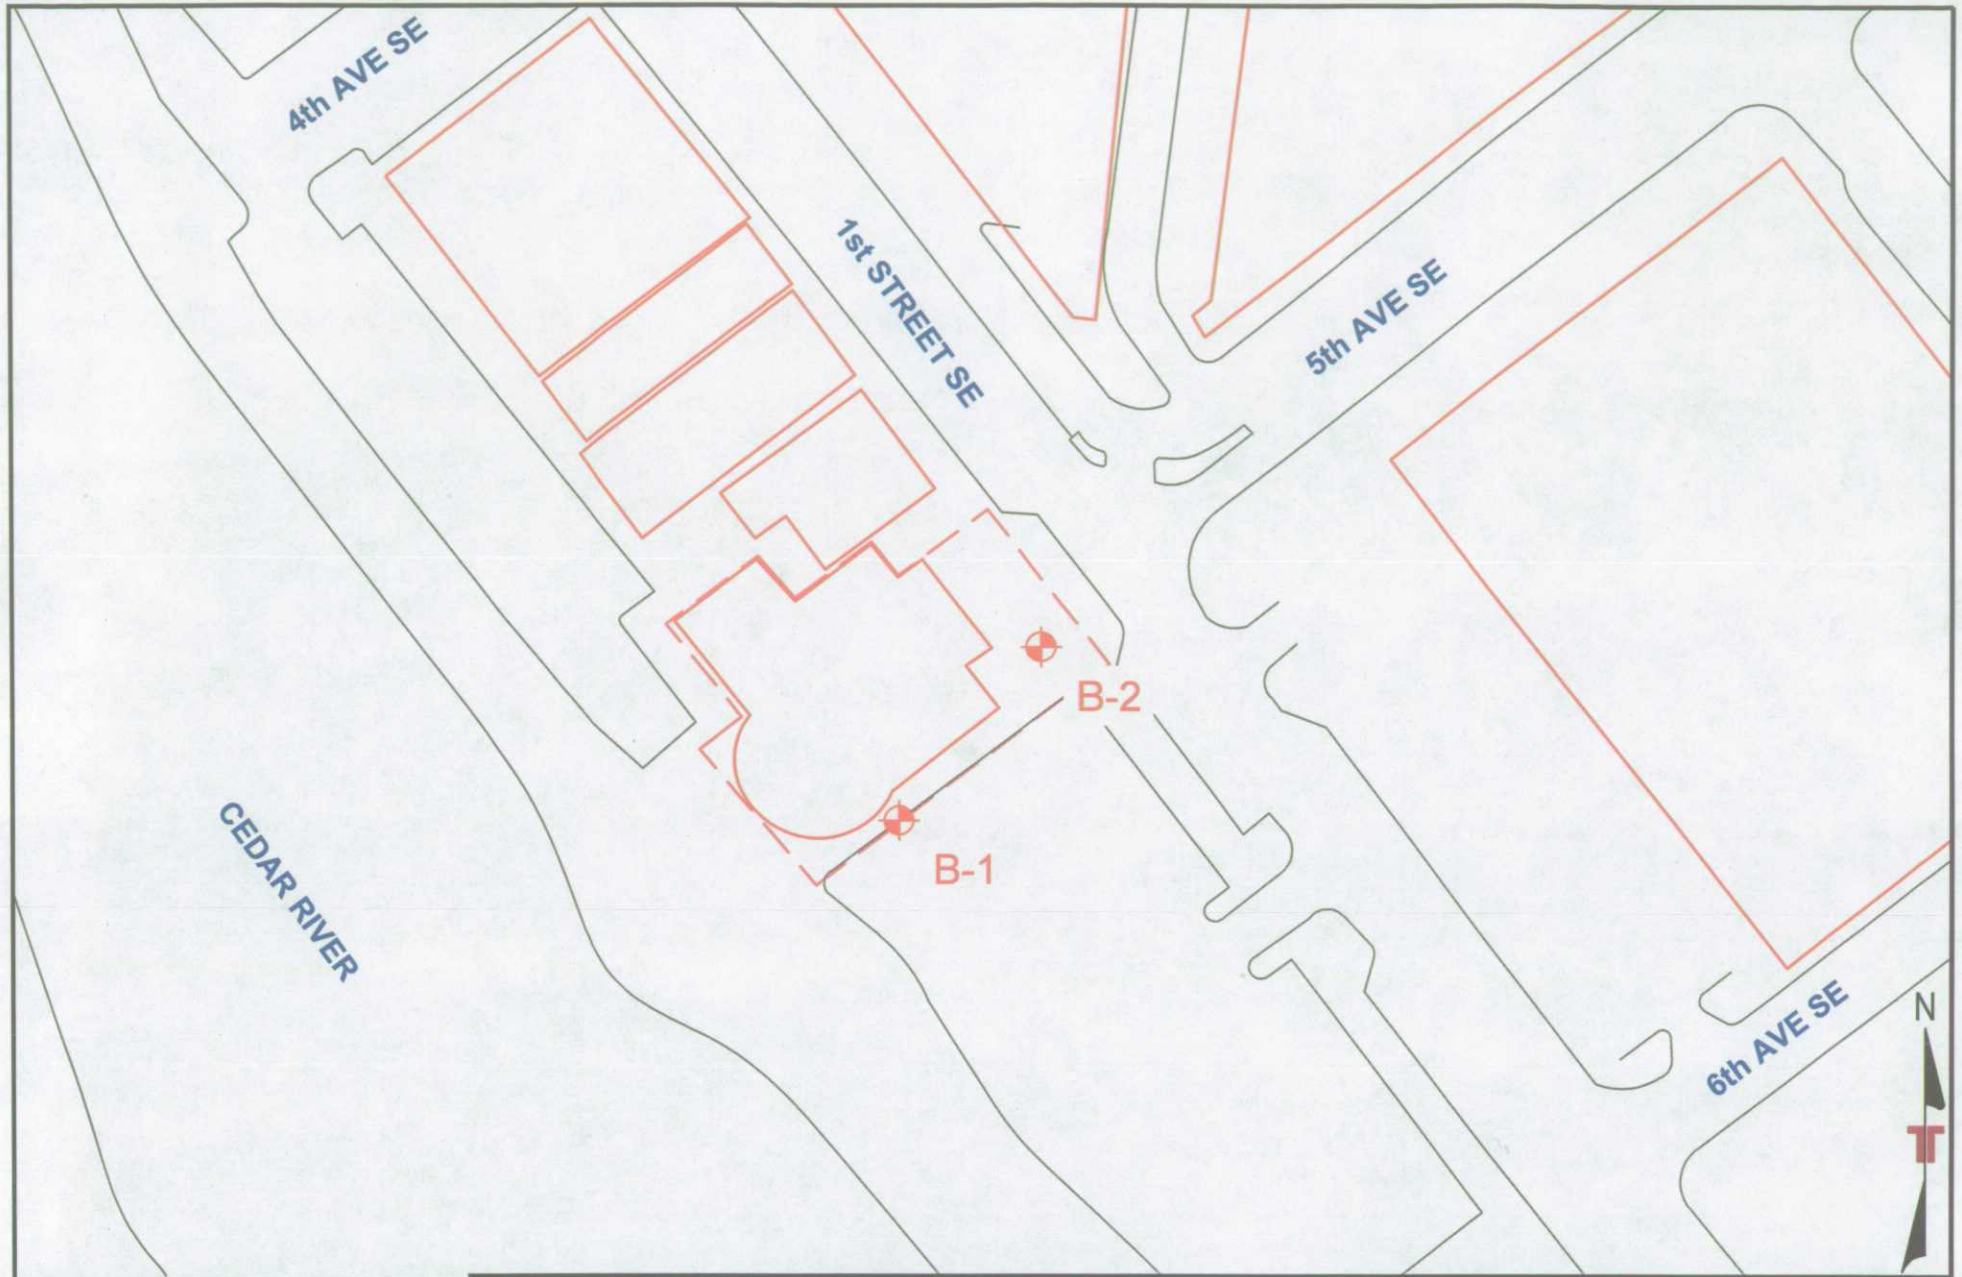 4th AVE SE
1st STREET SE
5th AVE SE
B-2
B-1
CEDAR RIVER
6th AVE SE
N